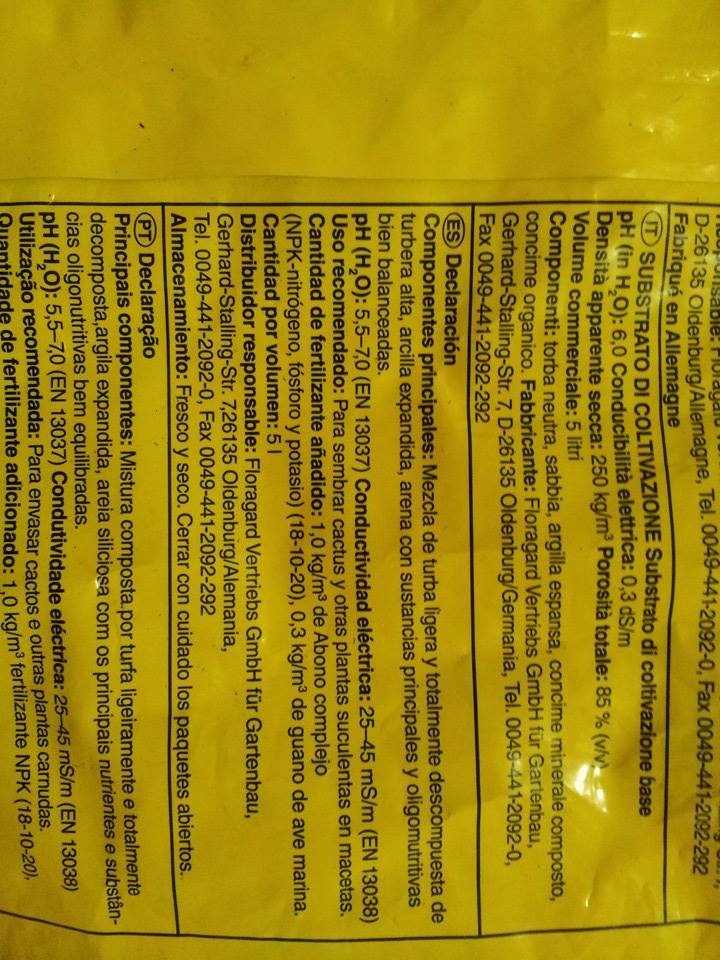 D-26135 Oldenburg/Allemagne, Tel. 0049-441-2092-0, Fax 0049-441-2092-292
Fabriqué en Allemagne
IT SUBSTRATO DI COLTIVAZIONE Substrato di coltivazione base
pH (in H₂O): 6,0 Conducibilità elettrica: 0,3 dS/m
Densità apparente secca: 250 kg/m³ Porosità totale: 85 % (v/v)
Volume commerciale: 5 litri
Componenti: torba neutra, sabbia, argilla espansa, concime minerale composto,
concime organico. Fabbricante: Floragard Vertriebs GmbH für Gartenbau,
Gerhard-Stalling-Str. 7, D-26135 Oldenburg/Germania, Tel. 0049-441-2092-0,
Fax 0049-441-2092-292
ES Declaración
Componentes principales: Mezcla de turba ligera y totalmente descompuesta de
turbera alta, arcilla expandida, arena con sustancias principales y oligomutritivas
bien balanceadas.
pH (H₂O): 5,5–7,0 (EN 13037) Conductividad eléctrica: 25–45 mS/m (EN 13038)
Uso recomendado: Para sembrar cactus y otras plantas suculentas en macetas.
Cantidad de fertilizante añadido: 1,0 kg/m³ de Abono complejo
(NPK-nitrógeno, fósforo y potasio) (18-10-20), 0,3 kg/m³ de guano de ave marina.
Cantidad por volumen: 5 l
Distribuidor responsable: Floragard Vertriebs GmbH für Gartenbau,
Gerhard-Stalling-Str. 7,26135 Oldenburg/Alemania,
Tel. 0049-441-2092-0, Fax 0049-441-2092-292
Almacenamiento: Fresco y seco. Cerrar con cuidado los paquetes abiertos.
PT Declaração
Principais componentes: Mistura composta.por turfa ligeiramente e totalmente
decomposta,argila expandida, areia siliciosa com os principais nutrientes e substân-
cias oligonutritivas bem equilibradas.
pH (H₂O): 5,5–7,0 (EN 13037) Condutividade eléctrica: 25–45 mS/m (EN 13038)
Utilização recomendada: Para envasar cactos e outras plantas carnudas.
Quantidade de fertilizante adicionado: 1,0 kg/m³ fertilizante NPK (18-10-20),